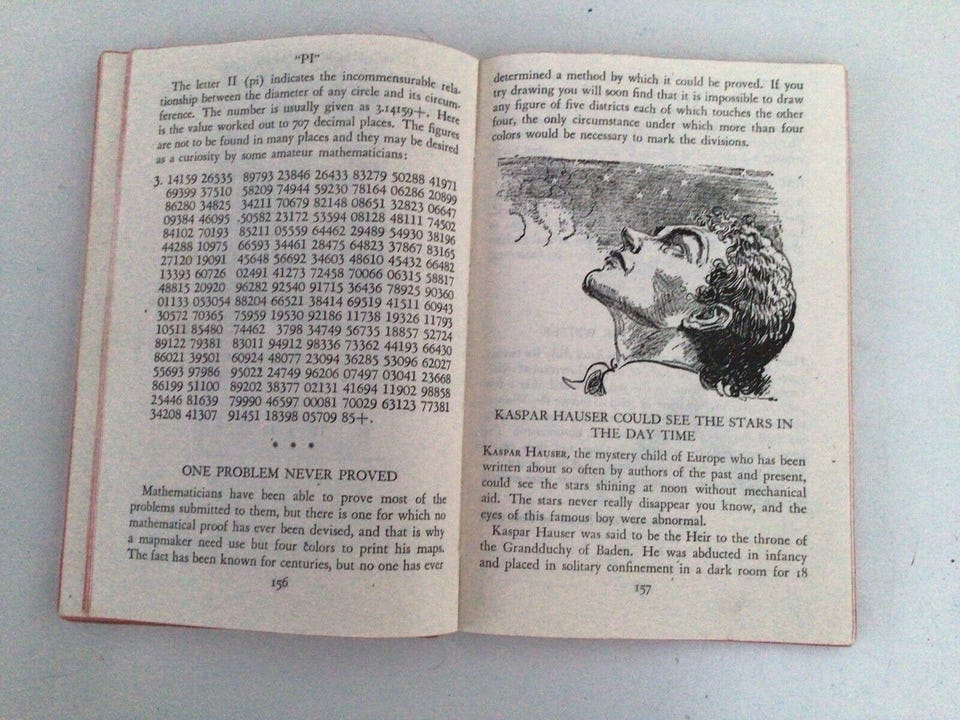 "PI"
The letter II (pi) indicates the incommensurable rela-
tionship between the diameter of any circle and its circum-
ference. The number is usually given as 3.14159+. Here
is the value worked out to 707 decimal places. The figures
are not to be found in many places and they may be desired
as a curiosity by some amateur mathematicians:
3. 14159 26535 89793 23846 26433 83279 50288 41971
69399 37510 58209 74944 59230 78164 06286 20899
86280 34825 34211 70679 82148 08651 32823 06647
09384 46095 .50582 23172 53594 08128 48111 74502
84102 70193 85211 05559 64462 29489 54930 38196
44288 10975 66593 34461 28475 64823 37867 83165
27120 19091 45648 56692 34603 48610 45432 66482
13393 60726 02491 41273 72458 70066 06315 58817
48815 20920 96282 92540 91715 36436 78925 90360
01133 053054 88204 66521 38414 69519 41511 60943
30572 70365 75959 19530 92186 11738 19326 11793
10511 85480 74462 3798 34749 56735 18857 52724
89122 79381 83011 94912 98336 73362 44193 66430
86021 39501 60924 48077 23094 36285 53096 62027
55693 97986 95022 24749 96206 07497 03041 23668
86199 51100 89202 38377 02131 41694 11902 98858
25446 81639 79990 46597 00081 70029 63123 77381
34208 41307 91451 18398 05709 85+.
* * *
ONE PROBLEM NEVER PROVED
Mathematicians have been able to prove most of the
problems submitted to them, but there is one for which no
mathematical proof has ever been devised, and that is why
a mapmaker need use but four colors to print his maps.
The fact has been known for centuries, but no one has ever
156
determined a method by which it could be proved. If you
try drawing you will soon find that it is impossible to draw
any figure of five districts each of which touches the other
four, the only circumstance under which more than four
colors would be necessary to mark the divisions.
KASPAR HAUSER COULD SEE THE STARS IN
THE DAY TIME
KASPAR HAUSER, the mystery child of Europe who has been
written about so often by authors of the past and present,
could see the stars shining at noon without mechanical
aid. The stars never really disappear you know, and the
eyes of this famous boy were abnormal.
Kaspar Hauser was said to be the Heir to the throne of
the Grandduchy of Baden. He was abducted in infancy
and placed in solitary confinement in a dark room for 18
157